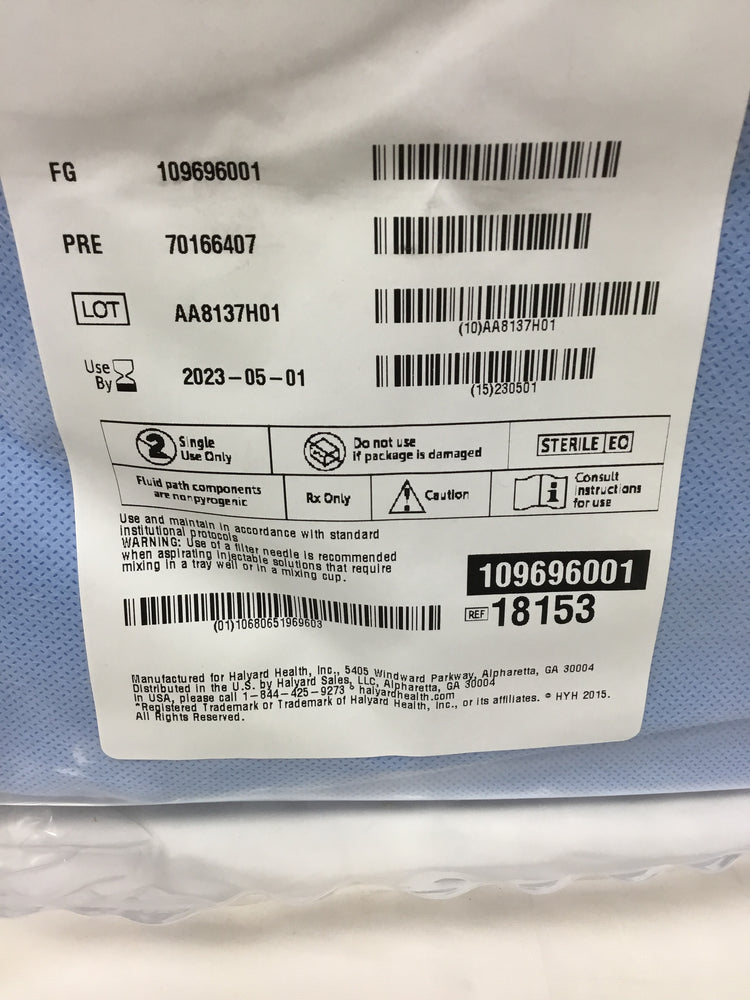 FG 109696001
PRE 70166407
LOT AA8137H01
(10)AA8137H01
Use By 2023-05-01
(15)230501
2 Single Use Only
Do not use if package is damaged
STERILE EO
Fluid path components are nonpyrogenic
Rx Only
Caution
i Consult instructions for use
Use and maintain in accordance with standard
institutional protocols
WARNING: Use of a filter needle is recommended
when aspirating injectable solutions that require
mixing in a tray well or in a mixing cup.
109696001
REF 18153
(01)10680651969603
Manufactured for Halyard Health, Inc., 5405 Windward Parkway, Alpharetta, GA 30004
Distributed in the U.S. by Halyard Sales, LLC, Alpharetta, GA 30004
In USA, please call 1-844-425-9273 • halyardhealth.com
*Registered Trademark or Trademark of Halyard Health, Inc., or its affiliates. © HYH 2015.
All Rights Reserved.